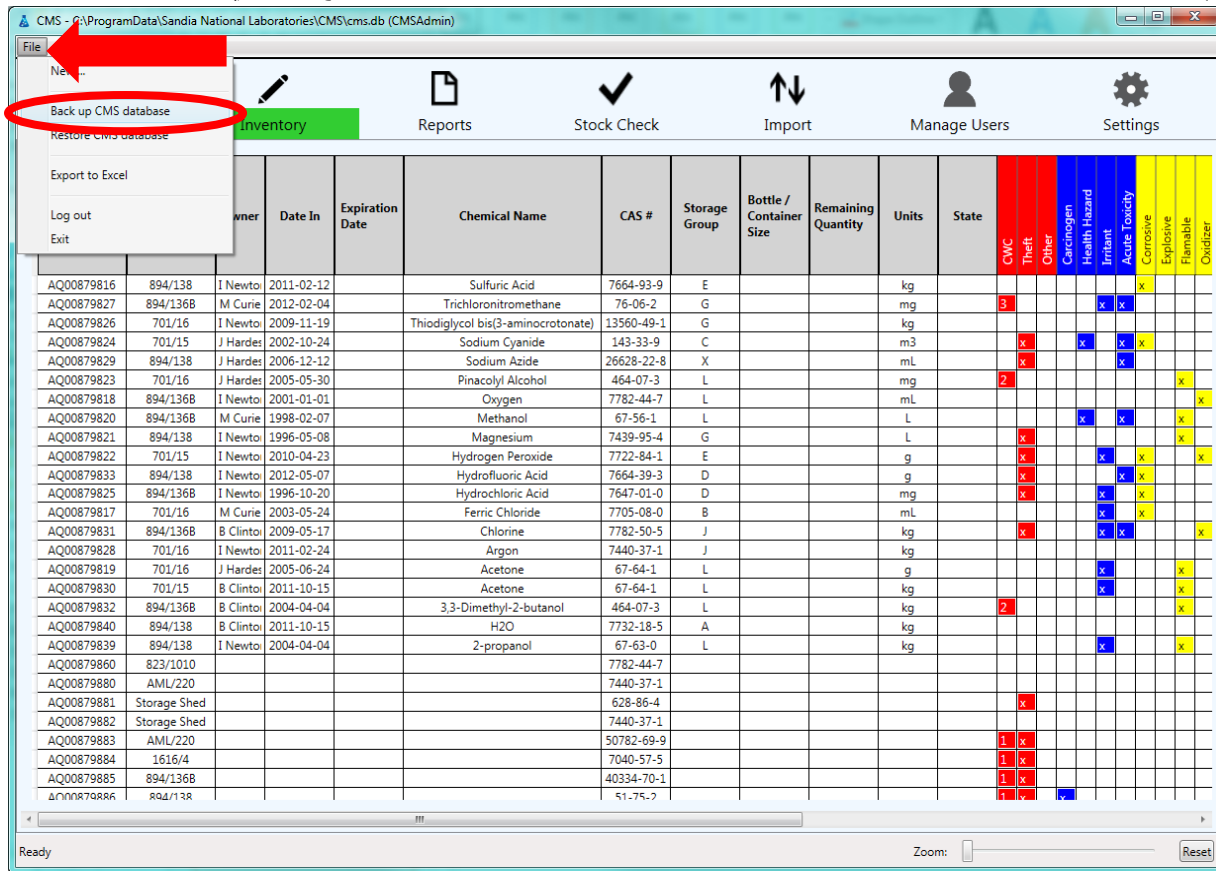 CMS - C:\ProgramData\Sandia National Laboratories\CMS\cms.db (CMSAdmin)
File
Back up CMS database
Restore CMS database
Export to Excel
Log out
Exit
Inventory Reports Stock Check Import Manage Users Settings
Date In Expiration Date Chemical Name CAS # Storage Group Bottle / Container Size Remaining Quantity Units State CWC Theft Other Carcinogen Health Hazard Irritant Acute Toxicity Corrosive Explosive Flamable Oxidizer
AQ00879816 894/138 I Newto 2011-02-12 Sulfuric Acid 7664-93-9 E kg x
AQ00879827 894/136B M Curie 2012-02-04 Trichloronitromethane 76-06-2 G mg 3 x x
AQ00879826 701/16 I Newto 2009-11-19 Thiodiglycol bis(3-aminocrotonate) 13560-49-1 G kg
AQ00879824 701/15 J Hardes 2002-10-24 Sodium Cyanide 143-33-9 C m3 x x x x
AQ00879829 894/138 J Hardes 2006-12-12 Sodium Azide 26628-22-8 X mL x x
AQ00879823 701/16 J Hardes 2005-05-30 Pinacolyl Alcohol 464-07-3 L mg 2 x
AQ00879818 894/136B I Newto 2001-01-01 Oxygen 7782-44-7 L mL x
AQ00879820 894/136B M Curie 1998-02-07 Methanol 67-56-1 L L x x x
AQ00879821 894/138 I Newto 1996-05-08 Magnesium 7439-95-4 G L x x
AQ00879822 701/15 I Newto 2010-04-23 Hydrogen Peroxide 7722-84-1 E g x x x x
AQ00879833 894/138 I Newto 2012-05-07 Hydrofluoric Acid 7664-39-3 D g x x x
AQ00879825 894/136B I Newto 1996-10-20 Hydrochloric Acid 7647-01-0 D mg x x x
AQ00879817 701/16 M Curie 2003-05-24 Ferric Chloride 7705-08-0 B mL x x
AQ00879831 894/136B B Clinto 2009-05-17 Chlorine 7782-50-5 J kg x x x x
AQ00879828 701/16 I Newto 2011-02-24 Argon 7440-37-1 J kg
AQ00879819 701/16 J Hardes 2005-06-24 Acetone 67-64-1 L g x x
AQ00879830 701/15 B Clinto 2011-10-15 Acetone 67-64-1 L kg x x
AQ00879832 894/136B B Clinto 2004-04-04 3,3-Dimethyl-2-butanol 464-07-3 L kg 2 x
AQ00879840 894/138 B Clinto 2011-10-15 H2O 7732-18-5 A kg
AQ00879839 894/138 I Newto 2004-04-04 2-propanol 67-63-0 L kg x x
AQ00879860 823/1010 7782-44-7
AQ00879880 AML/220 7440-37-1
AQ00879881 Storage Shed 628-86-4 x
AQ00879882 Storage Shed 7440-37-1
AQ00879883 AML/220 50782-69-9 1 x
AQ00879884 1616/4 7040-57-5 1 x
AQ00879885 894/136B 40334-70-1 1 x
AQ00879886 894/138 51-75-2 1 x x
Ready Zoom: Reset